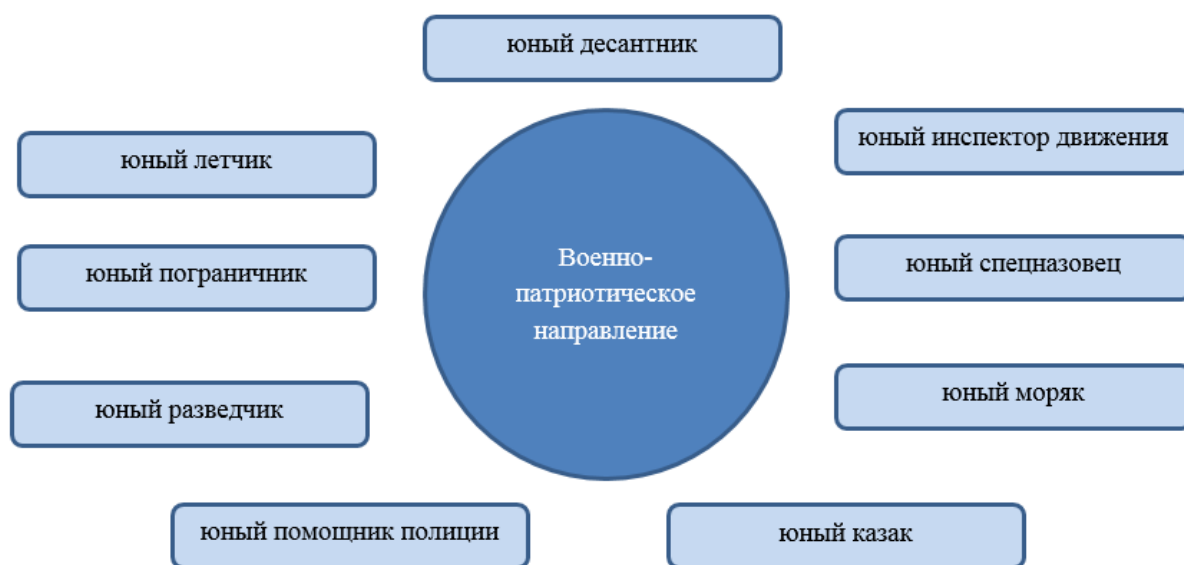 юный десантник
юный инспектор движения
юный летчик
юный спецназовец
юный пограничник
Военно-
патриотическое
направление
юный моряк
юный разведчик
юный помощник полиции
юный казак